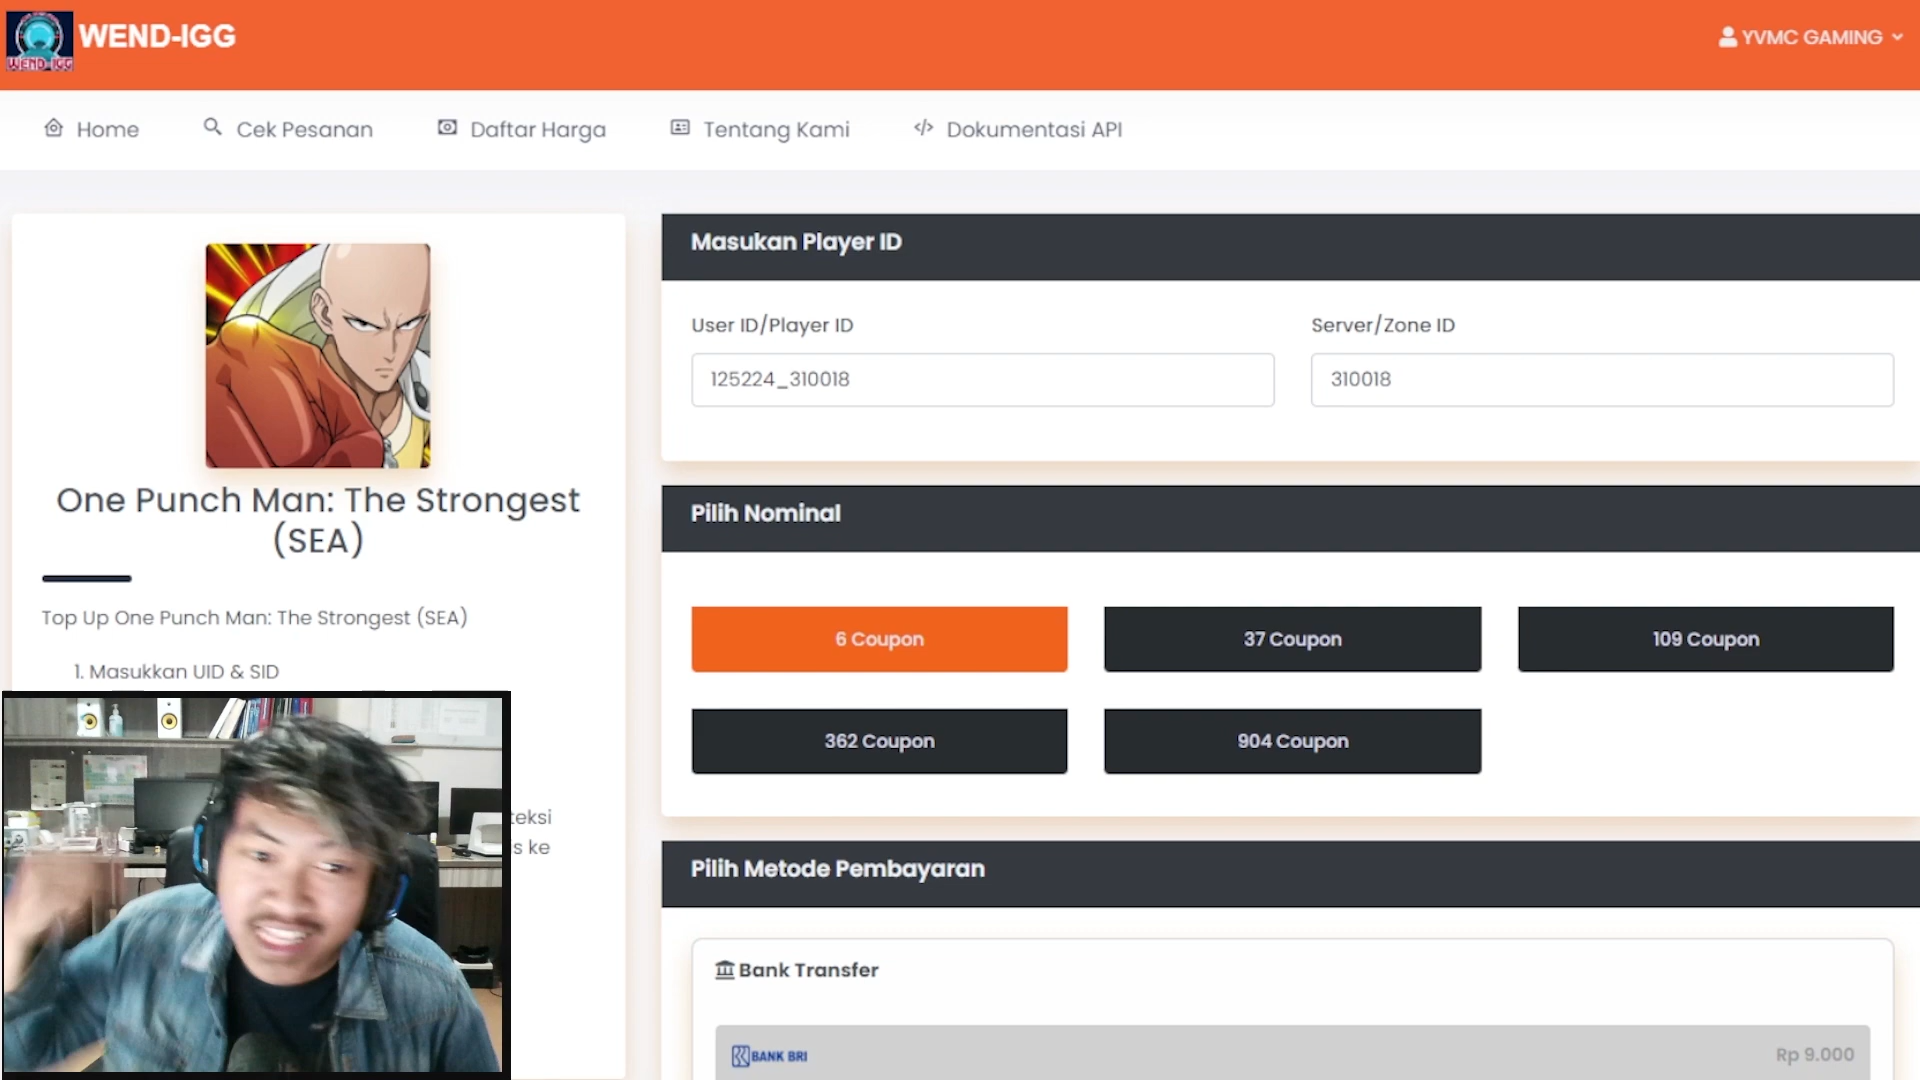 WEND-IGG
WEND-IGG
YVMC GAMING
Home
Cek Pesanan
Daftar Harga
Tentang Kami
Dokumentasi API
One Punch Man: The Strongest
(SEA)
Top Up One Punch Man: The Strongest (SEA)
1. Masukkan UID & SID
teksi
s ke
Masukan Player ID
User ID/Player ID
Server/Zone ID
125224_310018
310018
Pilih Nominal
6 Coupon
37 Coupon
109 Coupon
362 Coupon
904 Coupon
Pilih Metode Pembayaran
Bank Transfer
BANK BRI
Rp 9.000